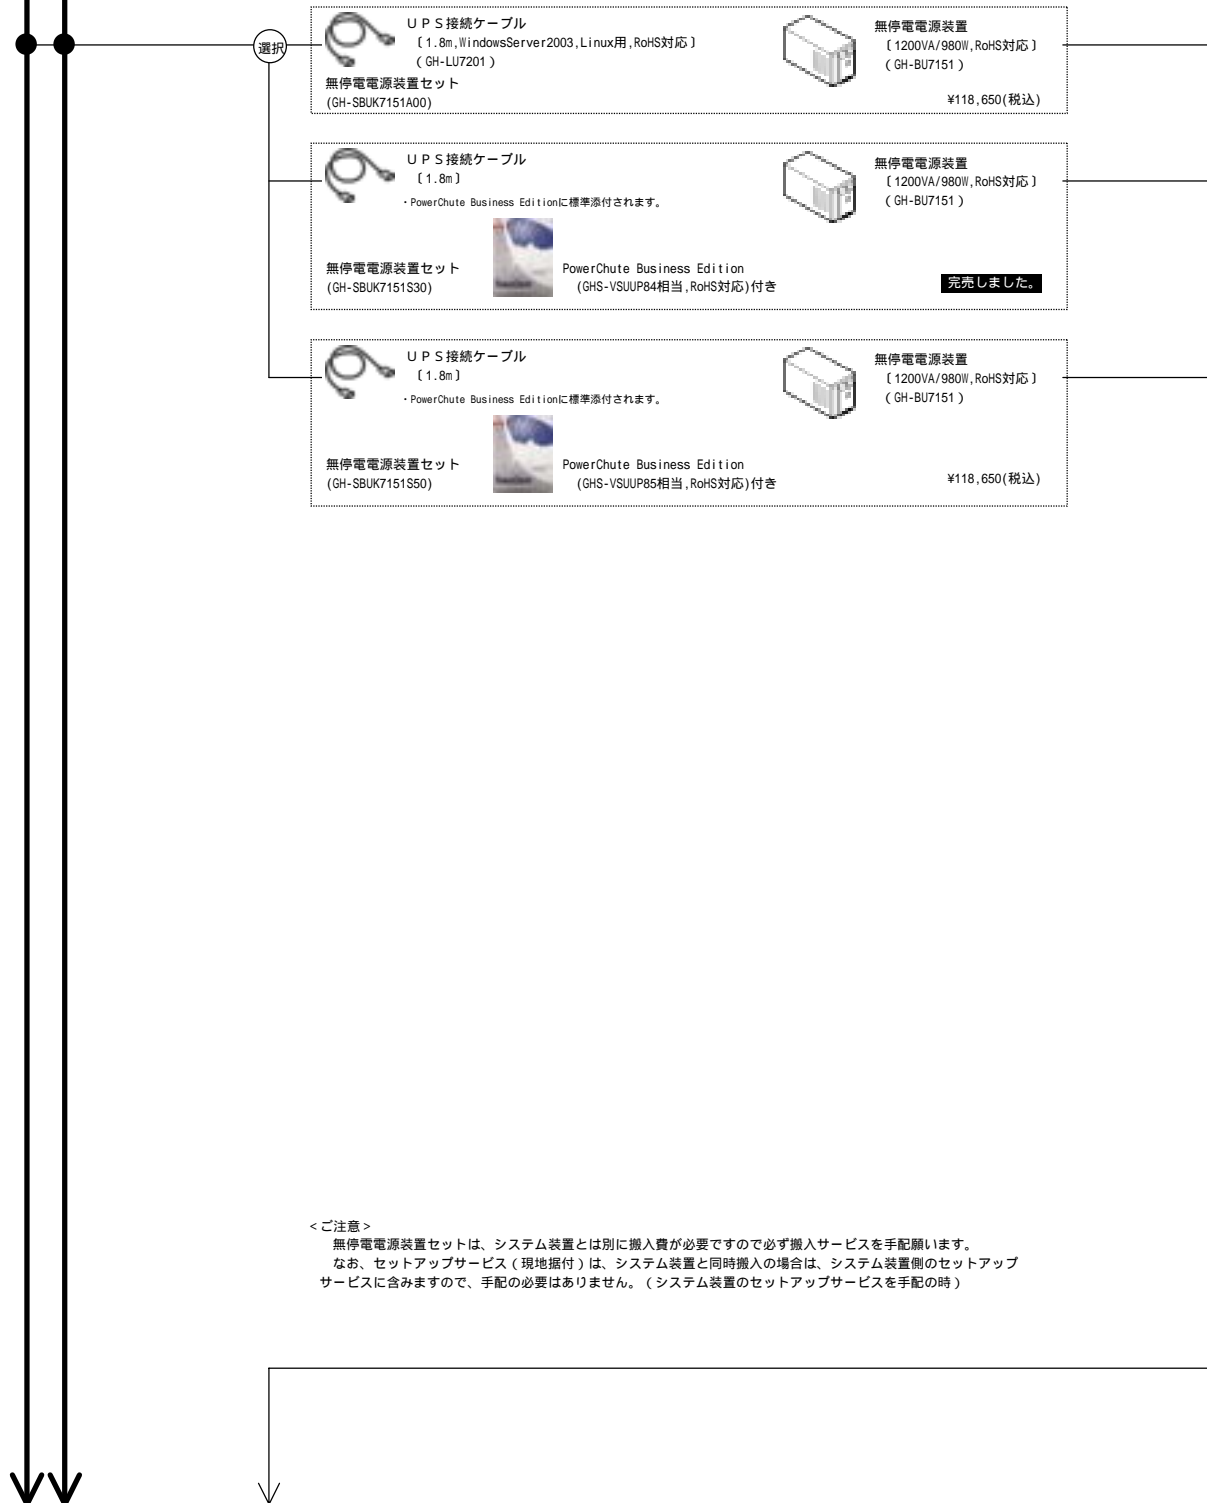 選択
ＵＰＳ接続ケーブル
〔1.8m,WindowsServer2003,Linux用,RoHS対応〕
（GH-LU7201）
無停電電源装置セット
(GH-SBUK7151A00)
無停電電源装置
〔1200VA/980W,RoHS対応〕
（GH-BU7151）
¥118,650(税込)
ＵＰＳ接続ケーブル
〔1.8m〕
・PowerChute Business Editionに標準添付されます。
無停電電源装置セット
(GH-SBUK7151S30)
PowerChute Business Edition
(GHS-VSUUP84相当,RoHS対応)付き
無停電電源装置
〔1200VA/980W,RoHS対応〕
（GH-BU7151）
完売しました。
ＵＰＳ接続ケーブル
〔1.8m〕
・PowerChute Business Editionに標準添付されます。
無停電電源装置セット
(GH-SBUK7151S50)
PowerChute Business Edition
(GHS-VSUUP85相当,RoHS対応)付き
無停電電源装置
〔1200VA/980W,RoHS対応〕
（GH-BU7151）
¥118,650(税込)
＜ご注意＞
無停電電源装置セットは、システム装置とは別に搬入費が必要ですので必ず搬入サービスを手配願います。
なお、セットアップサービス（現地据付）は、システム装置と同時搬入の場合は、システム装置側のセットアップ
サービスに含みますので、手配の必要はありません。（システム装置のセットアップサービスを手配の時）